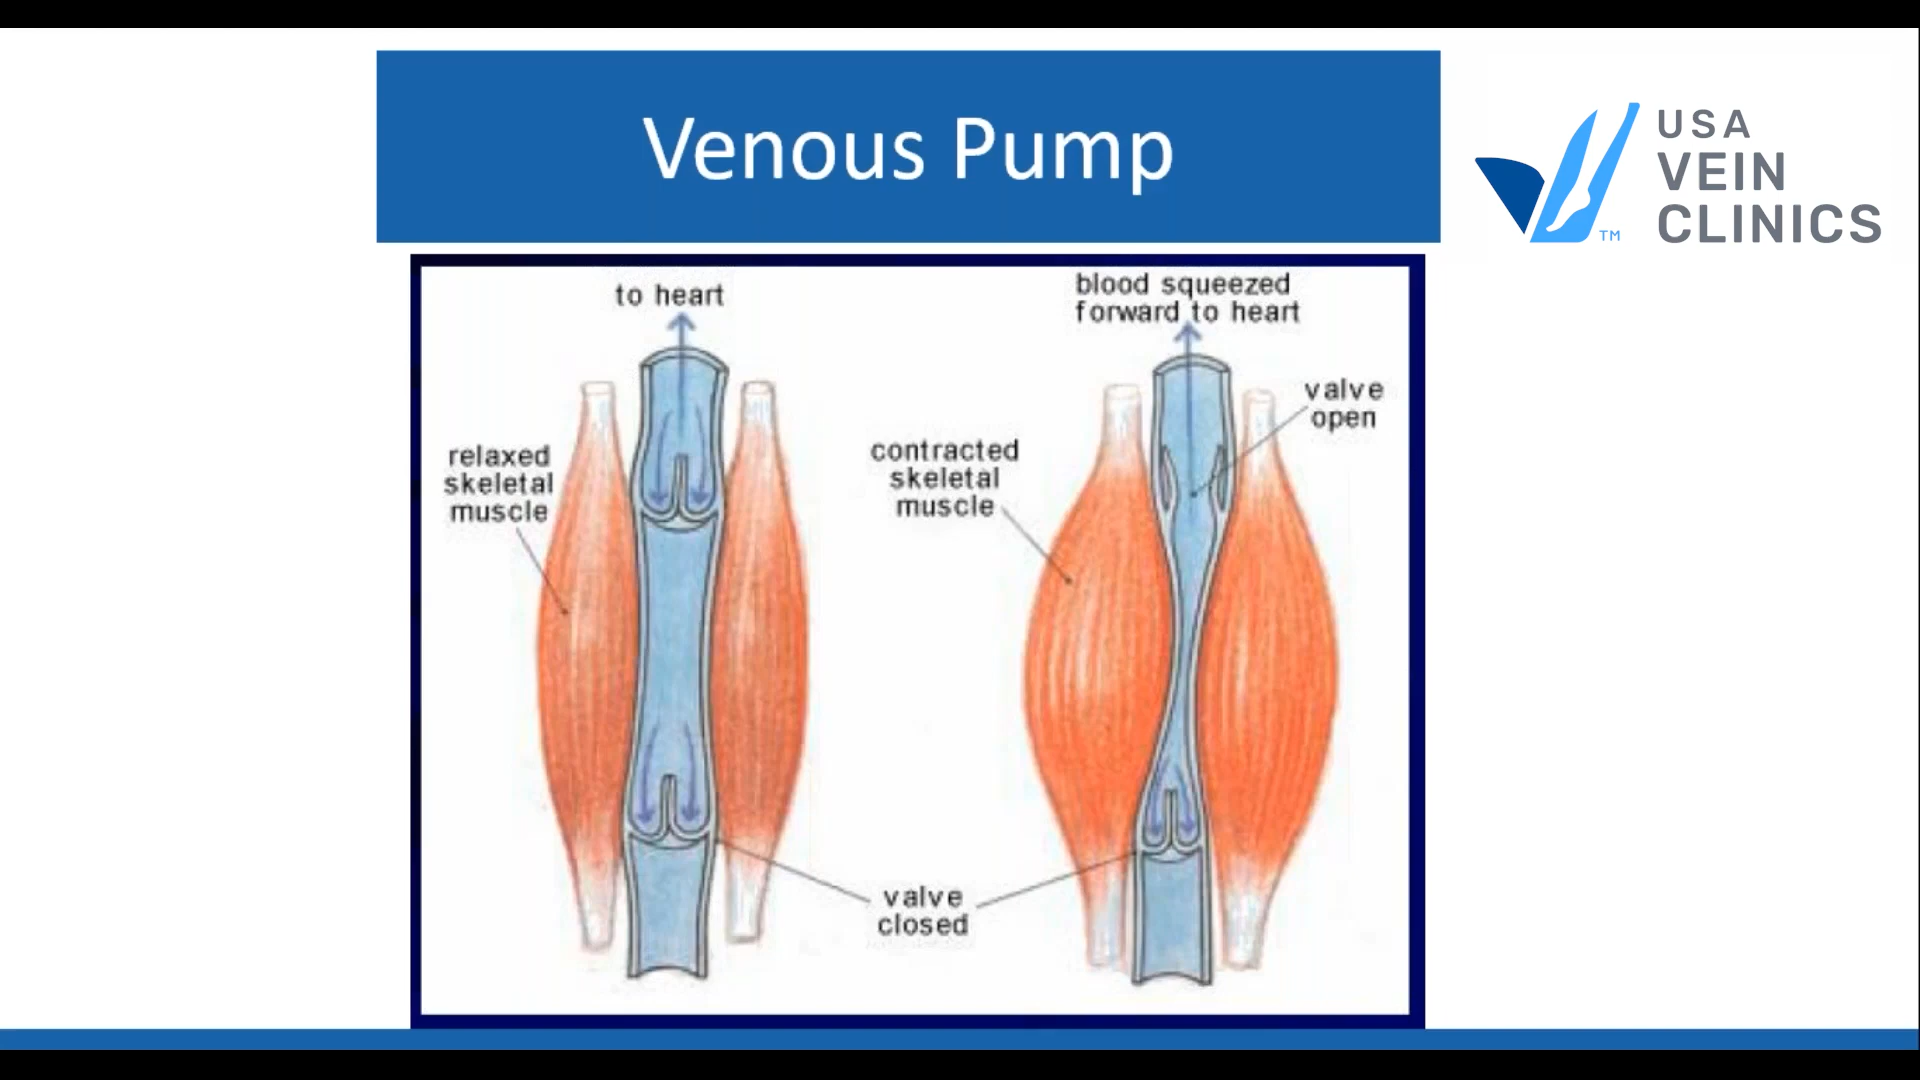 Venous Pump
USA
VEIN
CLINICS
TM
to heart
blood squeezed
forward to heart
valve
open
relaxed
skeletal
muscle
contracted
skeletal
muscle
valve
closed